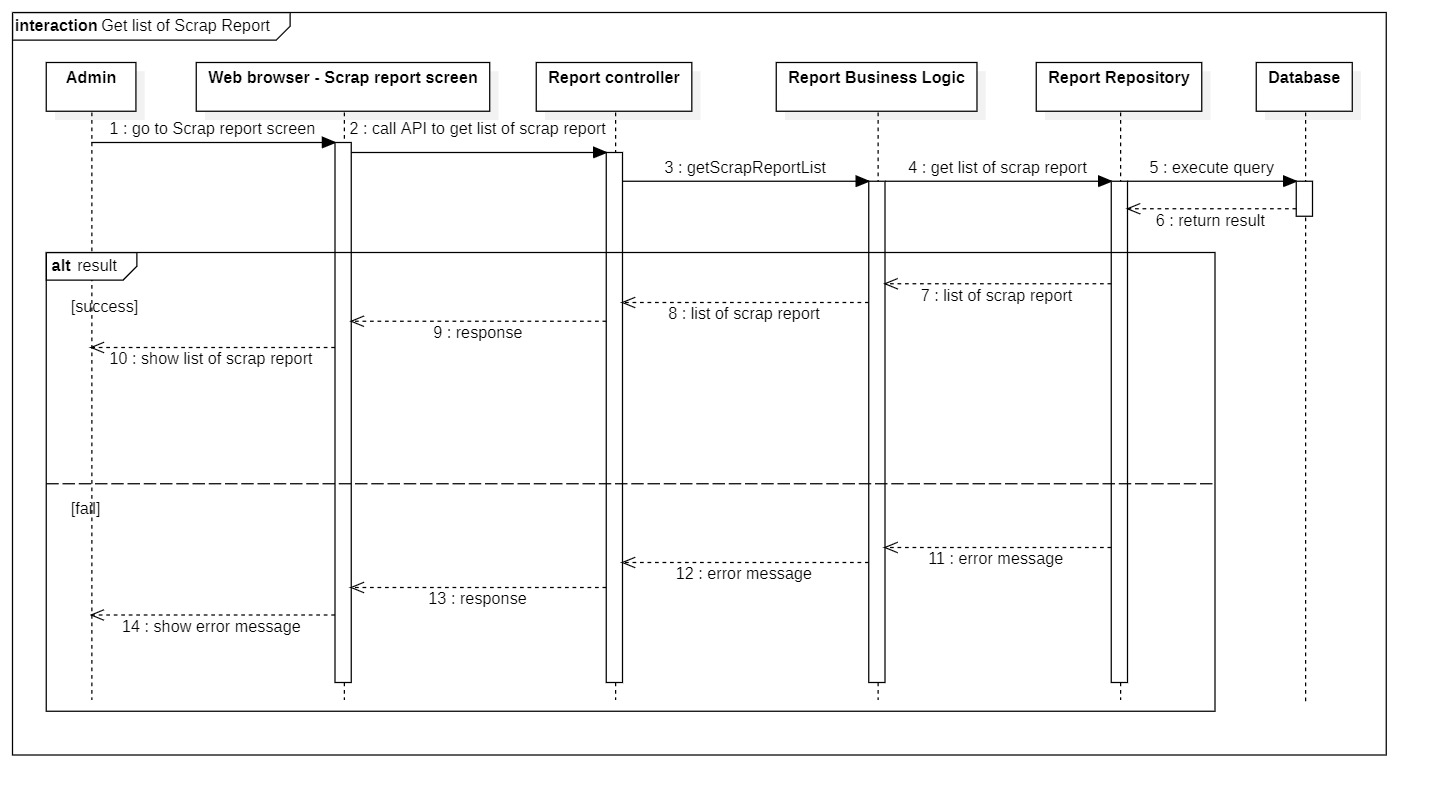 interaction Get list of Scrap Report
Admin
Web browser - Scrap report screen
Report controller
Report Business Logic
Report Repository
Database
1 : go to Scrap report screen
2 : call API to get list of scrap report
3 : getScrapReportList
4 : get list of scrap report
5 : execute query
6 : return result
alt result
[success]
7 : list of scrap report
8 : list of scrap report
9 : response
10 : show list of scrap report
[fail]
11 : error message
12 : error message
13 : response
14 : show error message